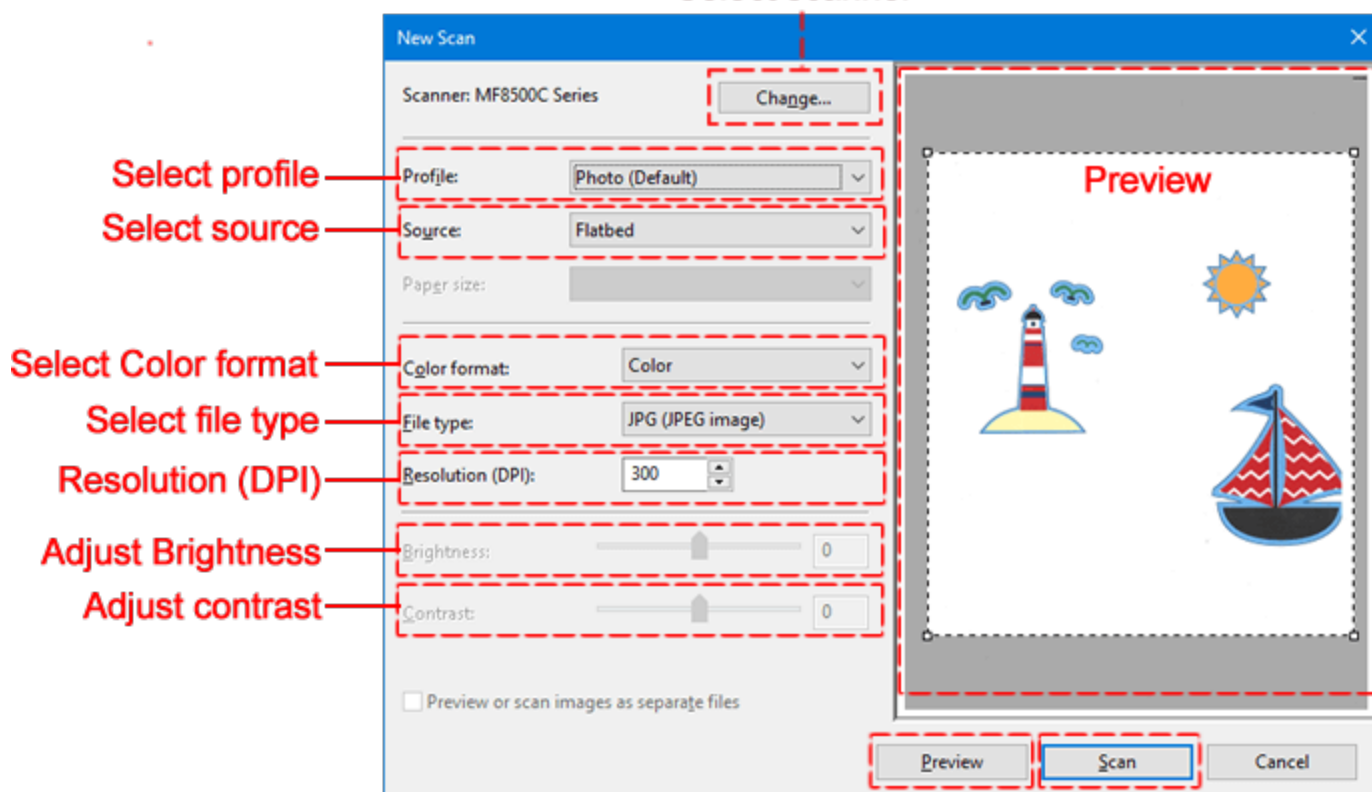 New Scan
Scanner: MF8500C Series
Change...
Select profile
Profile:
Photo (Default)
Preview
Select source
Source:
Flatbed
Paper size:
Select Color format
Color format:
Color
Select file type
File type:
JPG (JPEG image)
Resolution (DPI)
Resolution (DPI):
300
Adjust Brightness
Brightness:
0
Adjust contrast
Contrast:
0
Preview or scan images as separate files
Preview
Scan
Cancel